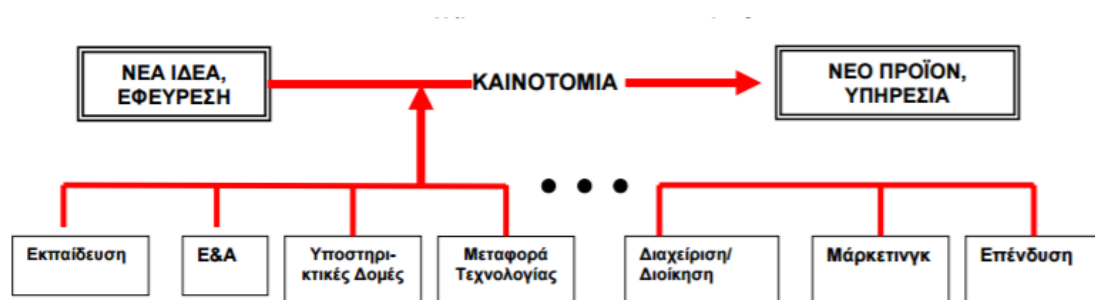 ΝΕΑ ΙΔΕΑ,
ΕΦΕΥΡΕΣΗ
ΚΑΙΝΟΤΟΜΙΑ
ΝΕΟ ΠΡΟΪΟΝ,
ΥΠΗΡΕΣΙΑ
Εκπαίδευση
Ε&Α
Υποστηρι-
κτικές Δομές
Μεταφορά
Τεχνολογίας
Διαχείριση/
Διοίκηση
Μάρκετινγκ
Επένδυση